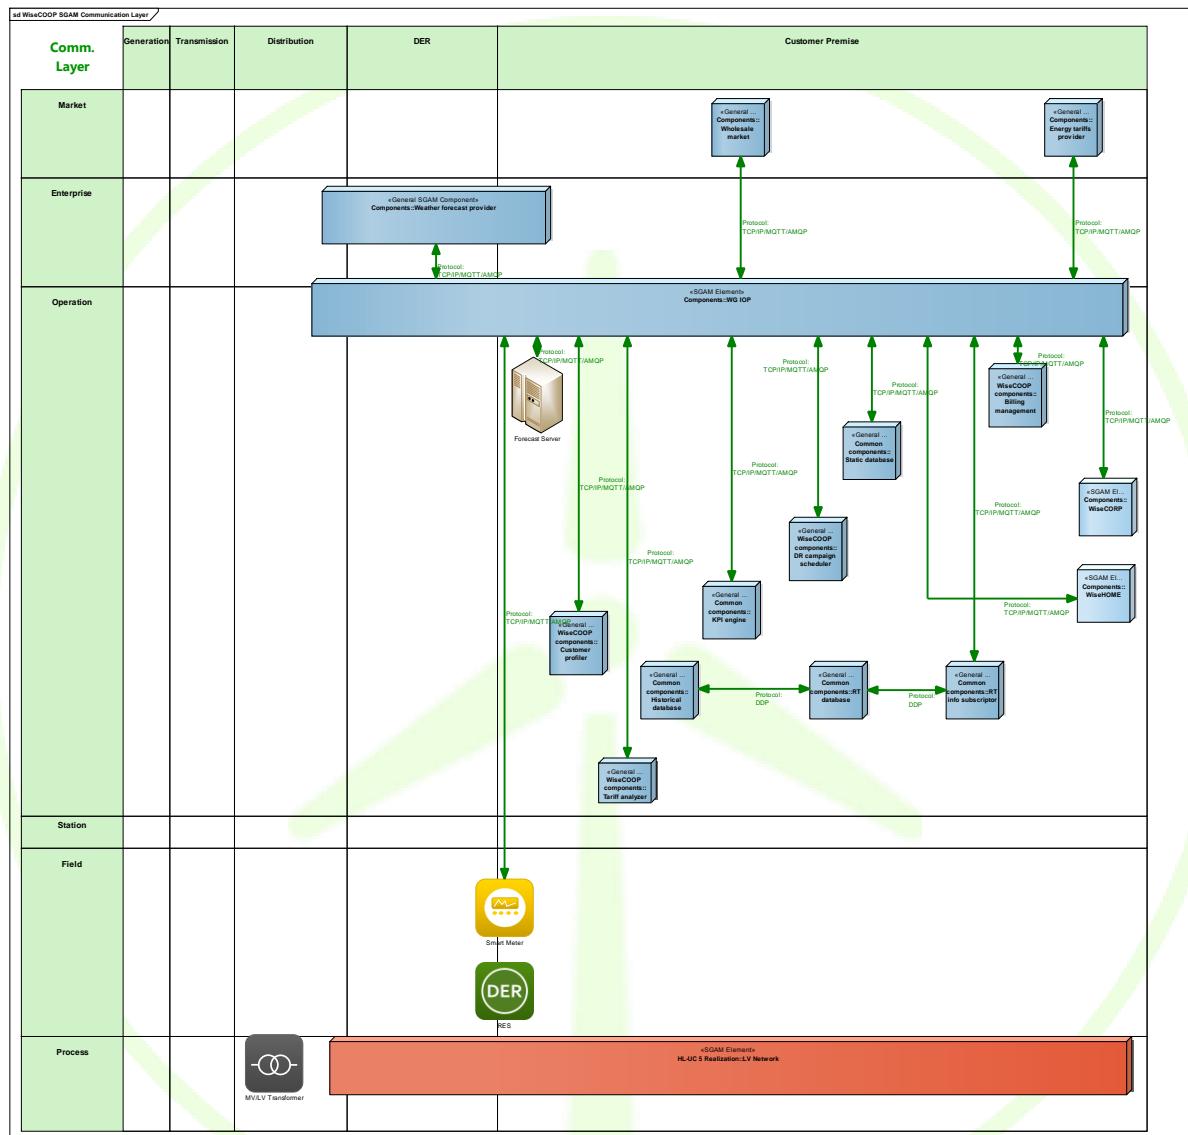 sd WiseCOOP SGAM Communication Layer
Comm.
Layer
Generation
Transmission
Distribution
DER
Customer Premise
Market
«General ...
Components::
Wholesale
market
«General ...
Components::
Energy tariffs
provider
Enterprise
«General SGAM Component»
Components::Weather forecast provider
Protocol:
TCP/IP/MQTT/AMQP
Protocol:
TCP/IP/MQTT/AMQP
Protocol:
TCP/IP/MQTT/AMQP
Operation
«SGAM Element»
Components::WG IOP
Protocol:
TCP/IP/MQTT/AMQP
Forecast Server
Protocol:
TCP/IP/MQTT/AMQP
Protocol:
TCP/IP/MQTT/AMQP
«General ...
WiseCOOP
components::
Billing
management
Protocol:
TCP/IP/MQTT/AMQP
«General ...
Common
components::
Static database
Protocol:
TCP/IP/MQTT/AMQP
Protocol:
TCP/IP/MQTT/AMQP
Protocol:
TCP/IP/MQTT/AMQP
Protocol:
TCP/IP/MQTT/AMQP
«SGAM El...
Components::
WiseCORP
Protocol:
TCP/IP/MQTT/AMQP
«General ...
WiseCOOP
components::
DR campaign
scheduler
Protocol:
TCP/IP/MQTT/AMQP
«SGAM El...
Components::
WiseHOME
Protocol:
TCP/IP/MQTT/AMQP
«General ...
Common
components::
KPI engine
Protocol:
TCP/IP/MQTT/AMQP
«General ...
WiseCOOP
components::
Customer
profiler
«General ...
Common
components::
Historical
database
Protocol:
DDP
«General ...
Common
components::RT
database
Protocol:
DDP
«General ...
Common
components::RT
info subscriptor
«General ...
WiseCOOP
components::
Tariff analyzer
Station
Field
Smart Meter
DER
RES
Process
MV/LV Transformer
«SGAM Element»
HL-UC 5 Realization::LV Network